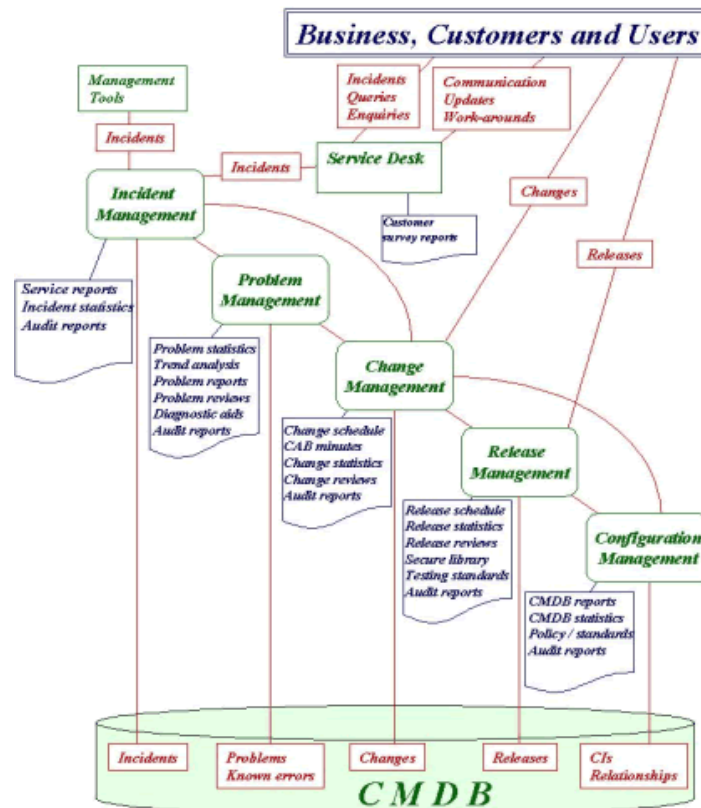 Business, Customers and Users
Management
Tools
Incidents
Queries
Enquiries
Communication
Updates
Work-arounds
Incidents
Incidents
Service Desk
Incident
Management
Changes
Customer
survey reports
Releases
Service reports
Incident statistics
Audit reports
Problem
Management
Problem statistics
Trend analysis
Problem reports
Problem reviews
Diagnostic aids
Audit reports
Change
Management
Change schedule
CAB minutes
Change statistics
Change reviews
Audit reports
Release
Management
Release schedule
Release statistics
Release reviews
Secure library
Testing standards
Audit reports
Configuration
Management
CMDB reports
CMDB statistics
Policy / standards
Audit reports
Incidents
Problems
Known errors
Changes
Releases
CIs
Relationships
C M D B